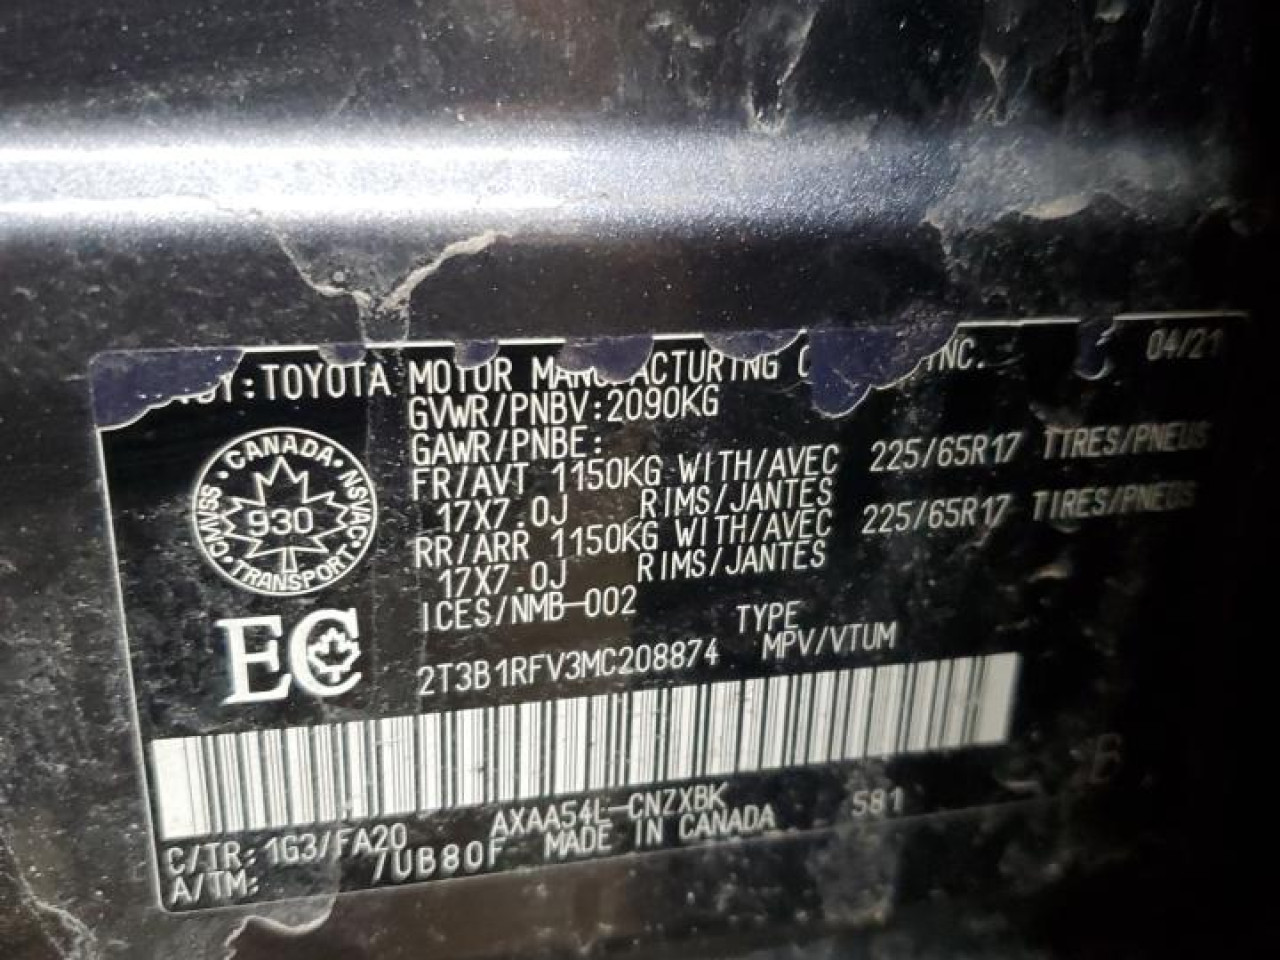 :TOYOTA MOTOR MANUFACTURING INC. 04/21
GVWR/PNBV:2090KG
GAWR/PNBE:
FR/AVT 1150KG WITH/AVEC 225/65R17 TIRES/PNEUS
17X7.0J RIMS/JANTES
RR/ARR 1150KG WITH/AVEC 225/65R17 TIRES/PNEUS
17X7.0J RIMS/JANTES
ICES/NMB-002
CANADA · NSVAC · TRANSPORT · CMVSS ·
930
EC
2T3B1RFV3MC208874 TYPE
MPV/VTUM
B
C/TR: 1G3/FA20 AXAA54L-CNZXBK 581
A/TM: /UB80F MADE IN CANADA